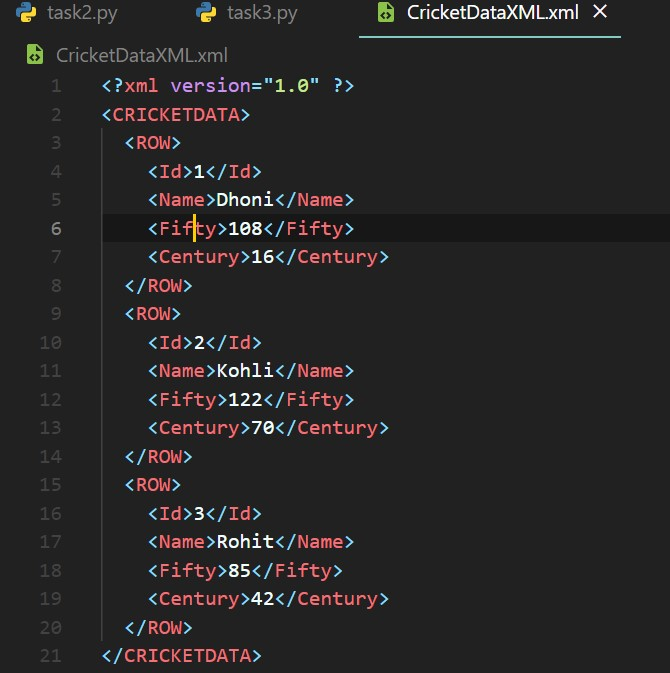 task2.py task3.py CricketDataXML.xml ×
CricketDataXML.xml
1 <?xml version="1.0" ?>
2 <CRICKETDATA>
3   <ROW>
4     <Id>1</Id>
5     <Name>Dhoni</Name>
6     <Fifty>108</Fifty>
7     <Century>16</Century>
8   </ROW>
9   <ROW>
10     <Id>2</Id>
11     <Name>Kohli</Name>
12     <Fifty>122</Fifty>
13     <Century>70</Century>
14   </ROW>
15   <ROW>
16     <Id>3</Id>
17     <Name>Rohit</Name>
18     <Fifty>85</Fifty>
19     <Century>42</Century>
20   </ROW>
21 </CRICKETDATA>